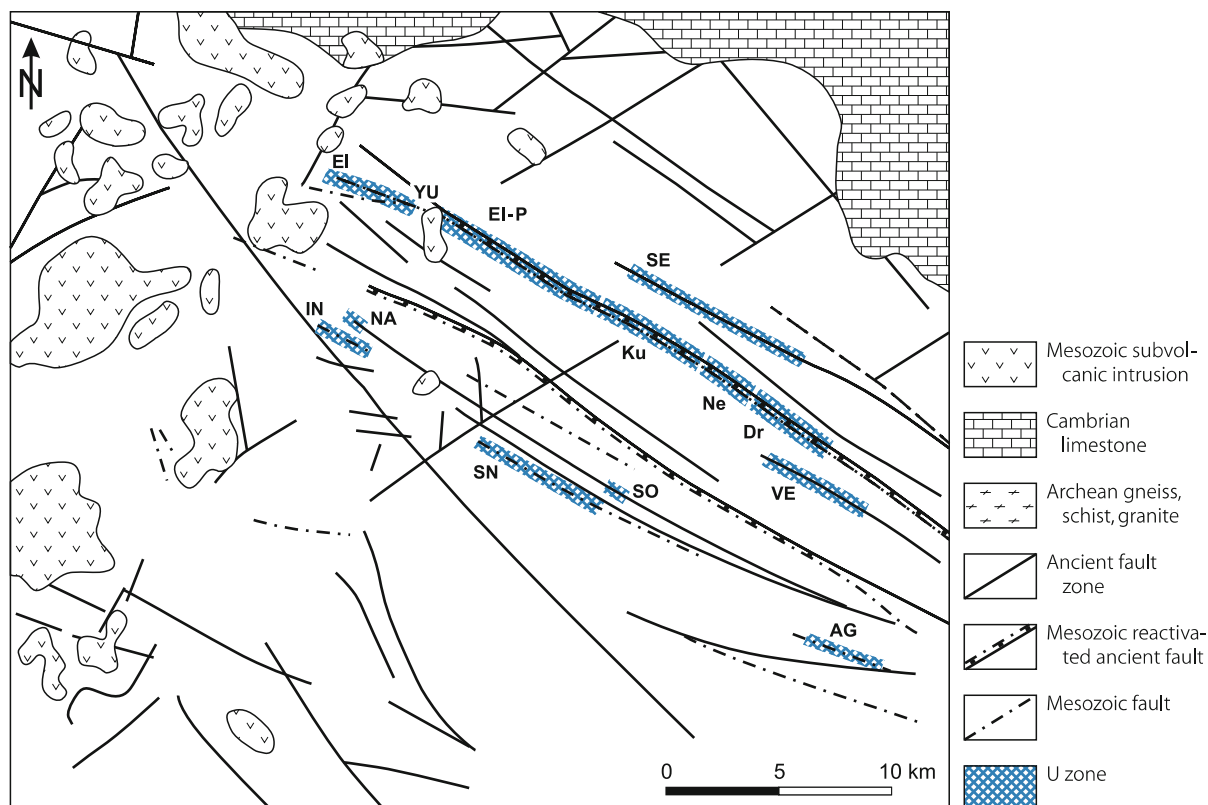 N
El
YU
El-P
SE
IN
NA
Ku
Ne
Dr
SN
SO
VE
AG
0 5 10 km
Mesozoic subvol-
canic intrusion
Cambrian
limestone
Archean gneiss,
schist, granite
Ancient fault
zone
Mesozoic reactiva-
ted ancient fault
Mesozoic fault
U zone